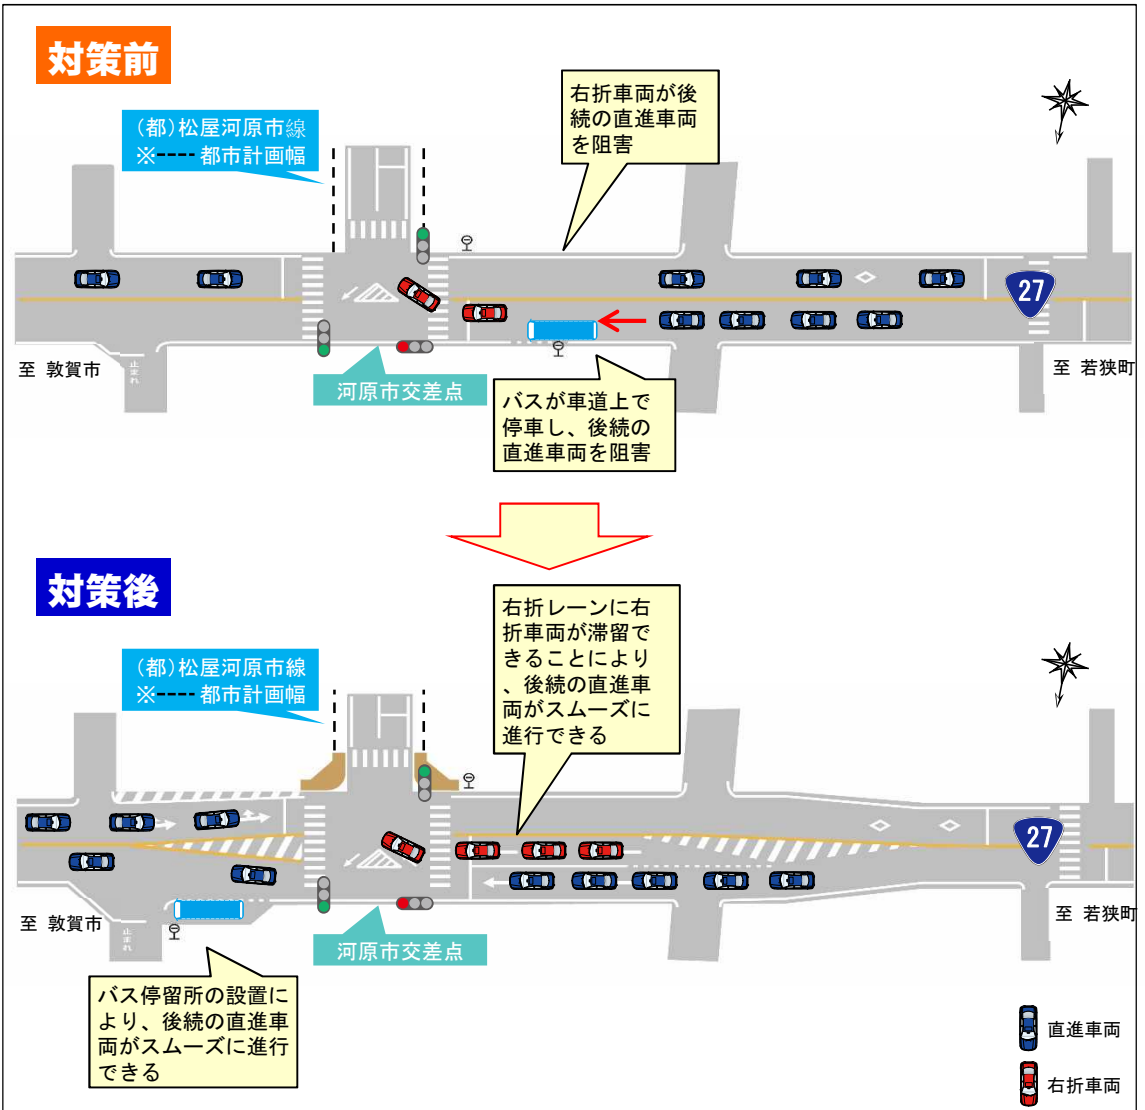 対策前
右折車両が後
続の直進車両
を阻害
(都)松屋河原市線
※---- 都市計画幅
27
至 敦賀市
止まれ
河原市交差点
至 若狭町
バスが車道上で
停車し、後続の
直進車両を阻害
対策後
右折レーンに右
折車両が滞留で
きることにより
、後続の直進車
両がスムーズに
進行できる
(都)松屋河原市線
※---- 都市計画幅
27
至 敦賀市
止まれ
河原市交差点
至 若狭町
バス停留所の設置に
より、後続の直進車
両がスムーズに進行
できる
直進車両
右折車両